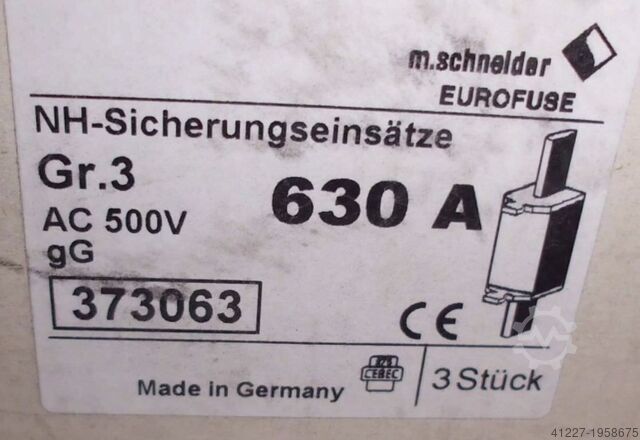 m.schneider
EUROFUSE
NH-Sicherungseinsätze
Gr.3
630 A
AC 500V
gG
373063
CE
Made in Germany
CEBEC
3 Stück
41227-1958675